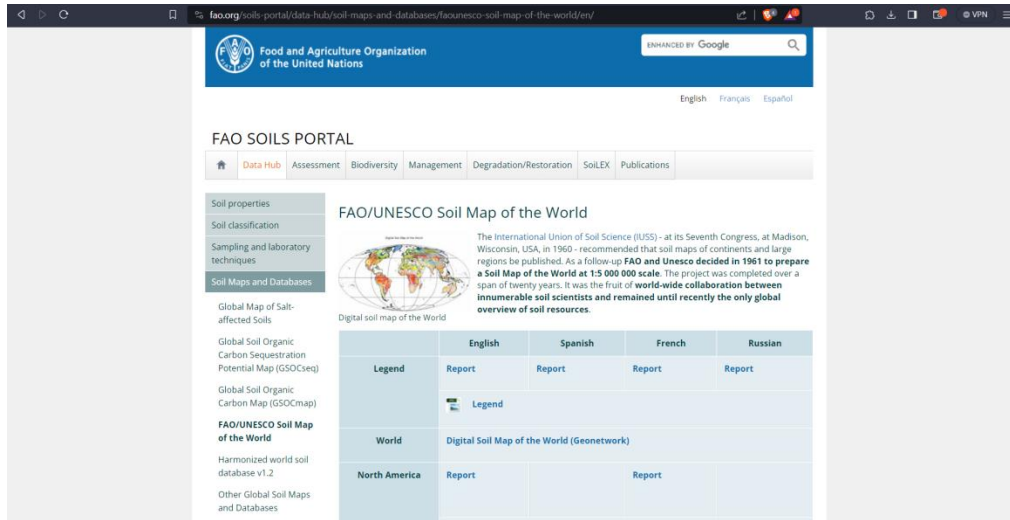 fao.org/soils-portal/data-hub/soil-maps-and-databases/faounesco-soil-map-of-the-world/en/
VPN
Food and Agriculture Organization
of the United Nations
ENHANCED BY Google
English Français Español
FAO SOILS PORTAL
Data Hub Assessment Biodiversity Management Degradation/Restoration SoiLEX Publications
Soil properties
Soil classification
Sampling and laboratory
techniques
Soil Maps and Databases
Global Map of Salt-
affected Soils
Global Soil Organic
Carbon Sequestration
Potential Map (GSOCseq)
Global Soil Organic
Carbon Map (GSOCmap)
FAO/UNESCO Soil Map
of the World
Harmonized world soil
database v1.2
Other Global Soil Maps
and Databases
FAO/UNESCO Soil Map of the World
The International Union of Soil Science (IUSS) - at its Seventh Congress, at Madison,
Wisconsin, USA, in 1960 - recommended that soil maps of continents and large
regions be published. As a follow-up FAO and Unesco decided in 1961 to prepare
a Soil Map of the World at 1:5 000 000 scale. The project was completed over a
span of twenty years. It was the fruit of world-wide collaboration between
innumerable soil scientists and remained until recently the only global
overview of soil resources.
Digital soil map of the World
English Spanish French Russian
Legend Report Report Report Report
Legend
World Digital Soil Map of the World (Geonetwork)
North America Report Report